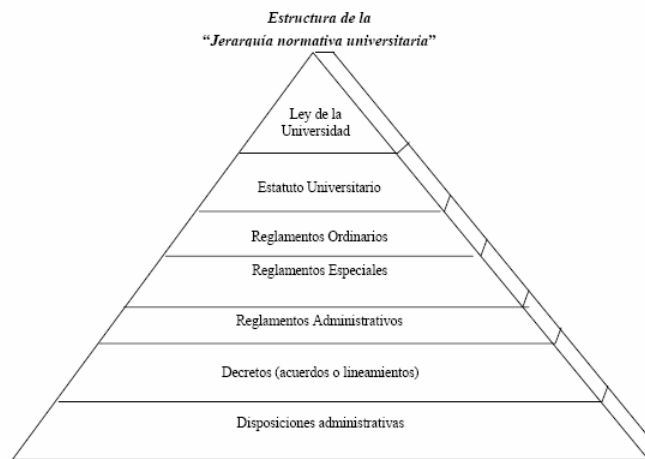 Estructura de la
“Jerarquía normativa universitaria”
Ley de la
Universidad
Estatuto Universitario
Reglamentos Ordinarios
Reglamentos Especiales
Reglamentos Administrativos
Decretos (acuerdos o lineamientos)
Disposiciones administrativas